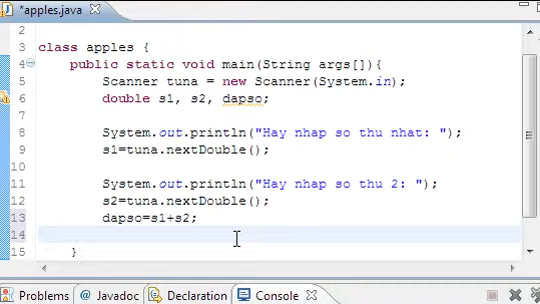 *apples.java
2
3 class apples {
4 public static void main(String args[]){
5 Scanner tuna = new Scanner(System.in);
6 double s1, s2, dapso;
7
8 System.out.println("Hay nhap so thu nhat: ");
9 s1=tuna.nextDouble();
10
11 System.out.println("Hay nhap so thu 2: ");
12 s2=tuna.nextDouble();
13 dapso=s1+s2;
14
15 }
Problems @ Javadoc Declaration Console